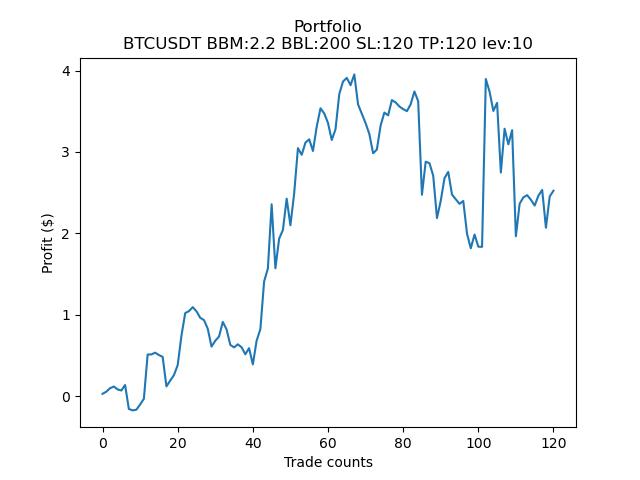 Portfolio
BTCUSDT BBM:2.2 BBL:200 SL:120 TP:120 lev:10
Profit ($)
4
3
2
1
0
0 20 40 60 80 100 120
Trade counts